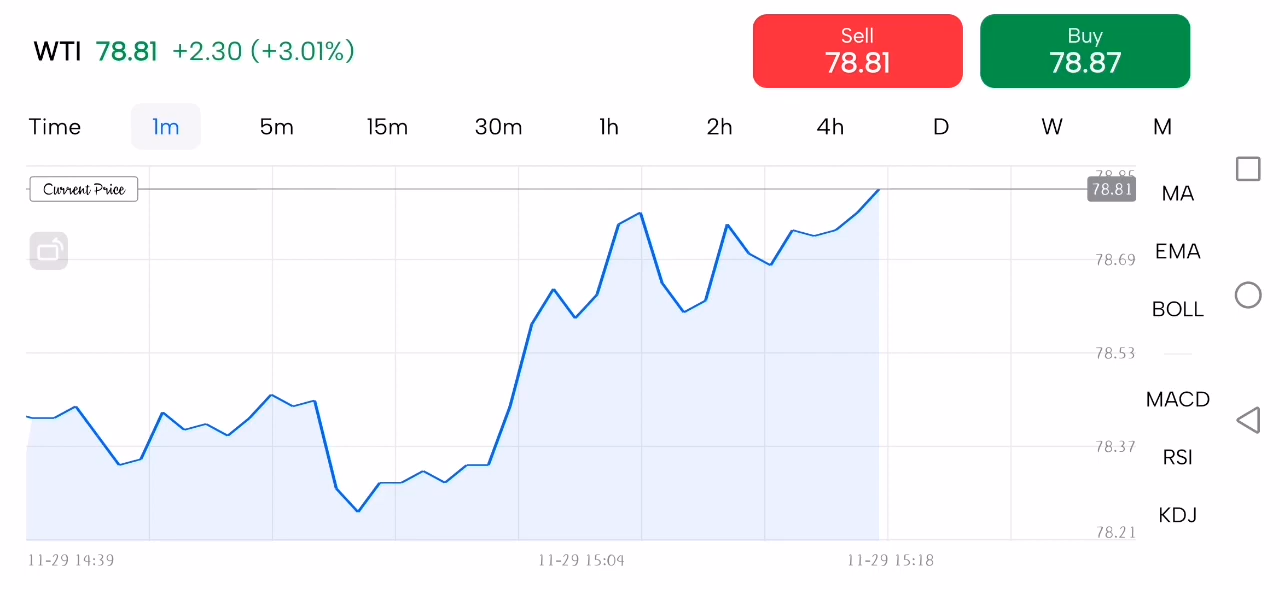 WTI 78.81 +2.30 (+3.01%)
Sell
78.81
Buy
78.87
Time 1m 5m 15m 30m 1h 2h 4h D W M
Current Price
78.85
78.81
78.69
78.53
78.37
78.21
11-29 14:39 11-29 15:04 11-29 15:18
MA
EMA
BOLL
MACD
RSI
KDJ